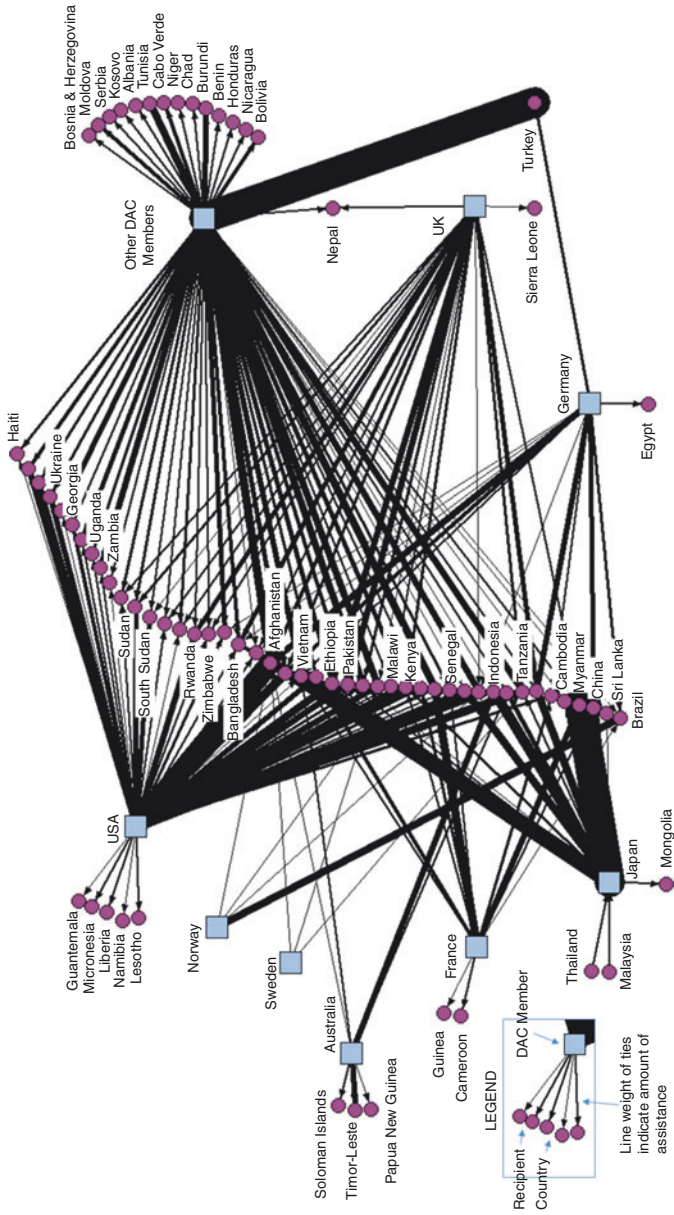 Bosnia & Herzegovina
Moldova
Serbia
Kosovo
Albania
Tunisia
Cabo Verde
Niger
Chad
Burundi
Benin
Honduras
Nicaragua
Bolivia
Other DAC
Members
Turkey
Nepal
UK
Sierra Leone
Germany
Egypt
Haiti
Ukraine
Georgia
Uganda
Zambia
Sudan
South Sudan
Rwanda
Zimbabwe
Bangladesh
Afghanistan
Vietnam
Ethiopia
Pakistan
Malawi
Kenya
Senegal
Indonesia
Tanzania
Cambodia
Myanmar
China
Sri Lanka
Brazil
USA
Guantemala
Micronesia
Liberia
Namibia
Lesotho
Norway
Sweden
Australia
Soloman Islands
Timor-Leste
Papua New Guinea
France
Guinea
Cameroon
Japan
Mongolia
Thailand
Malaysia
LEGEND
DAC Member
Recipient
Country
Line weight of ties
indicate amount of
assistance